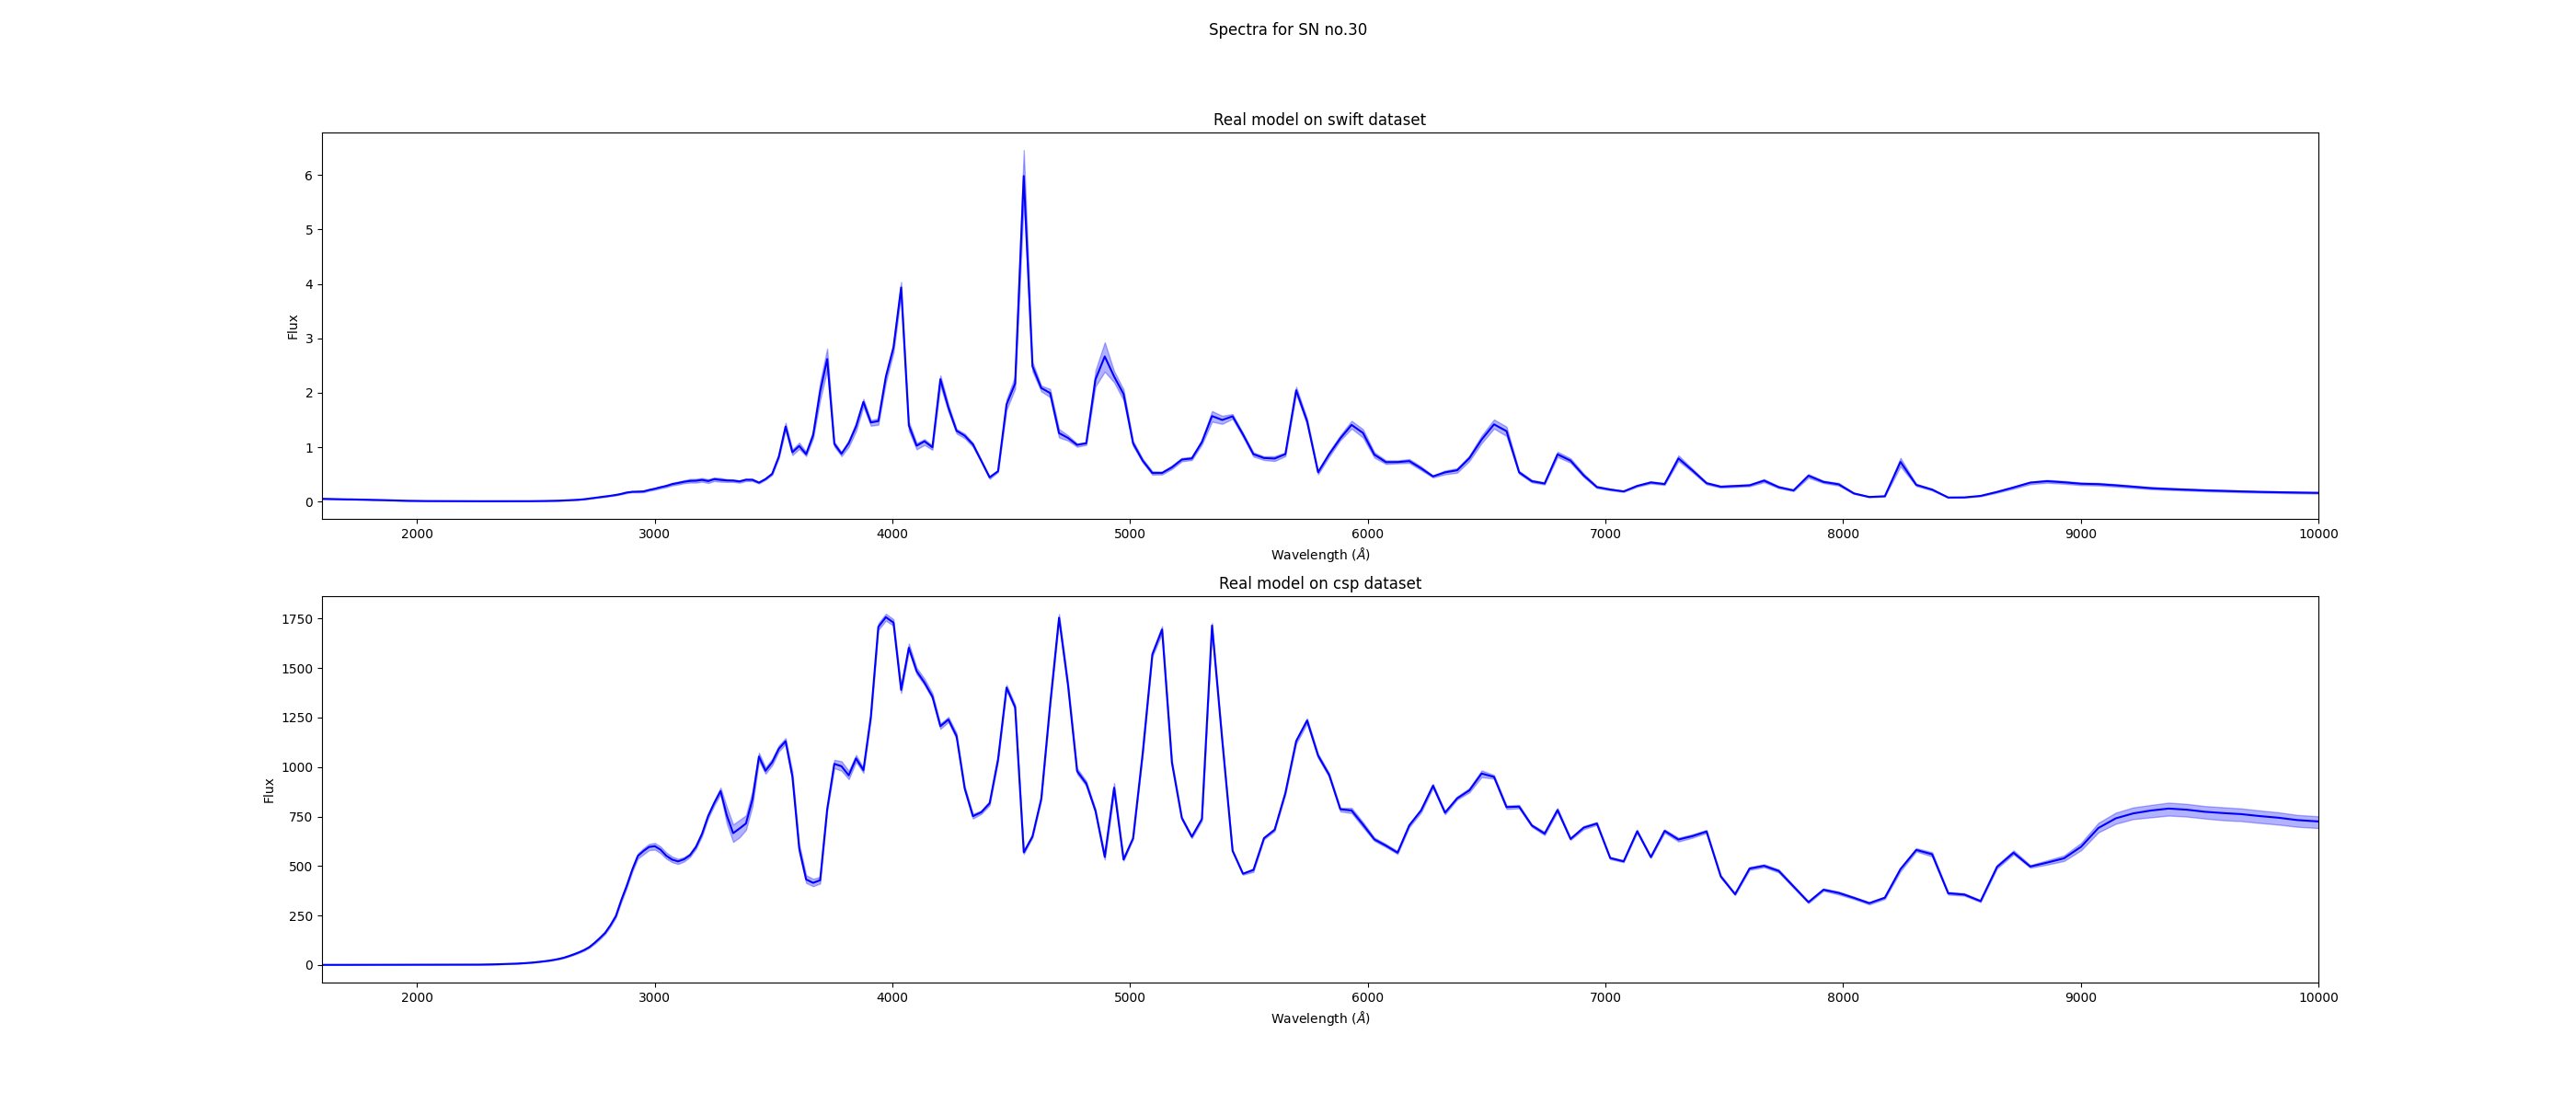 Spectra for SN no.30
Real model on swift dataset
6
5
4
3
2
1
0
Flux
2000 3000 4000 5000 6000 7000 8000 9000 10000
Wavelength (Å)
Real model on csp dataset
1750
1500
1250
1000
750
500
250
0
Flux
2000 3000 4000 5000 6000 7000 8000 9000 10000
Wavelength (Å)